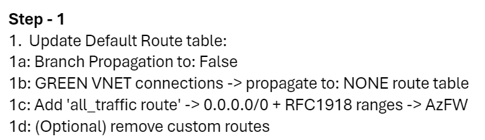 Step - 1
1. Update Default Route table:
1a: Branch Propagation to: False
1b: GREEN VNET connections -> propagate to: NONE route table
1c: Add 'all_traffic route' -> 0.0.0.0/0 + RFC1918 ranges -> AzFW
1d: (Optional) remove custom routes